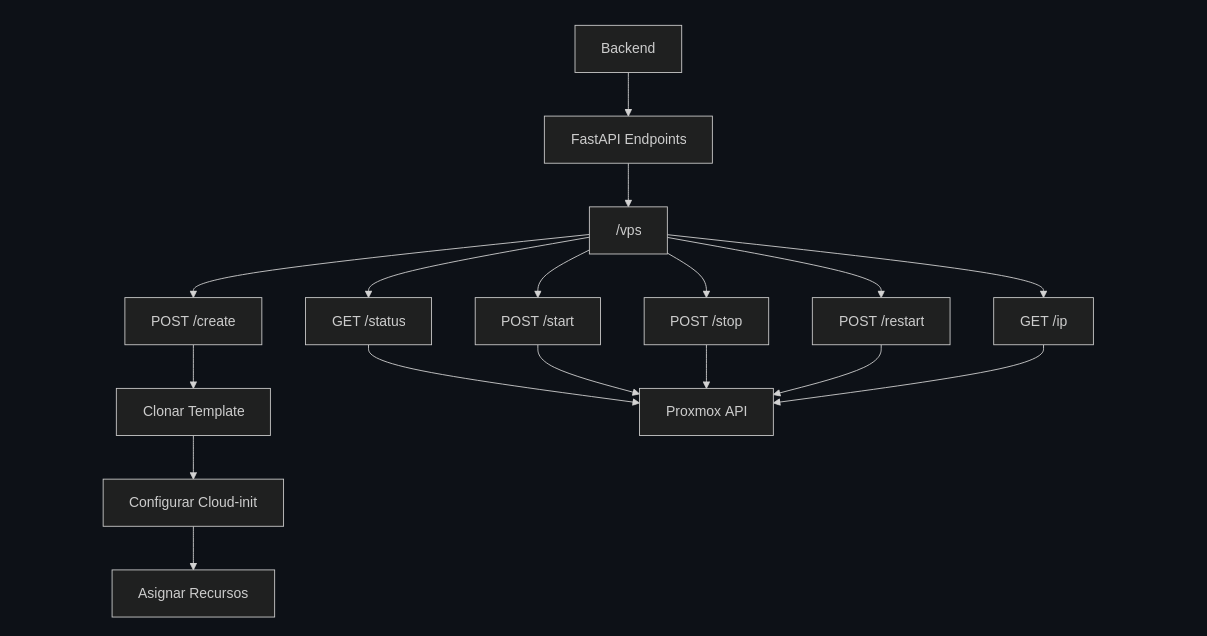 Backend
FastAPI Endpoints
/vps
POST /create
GET /status
POST /start
POST /stop
POST /restart
GET /ip
Clonar Template
Proxmox API
Configurar Cloud-init
Asignar Recursos